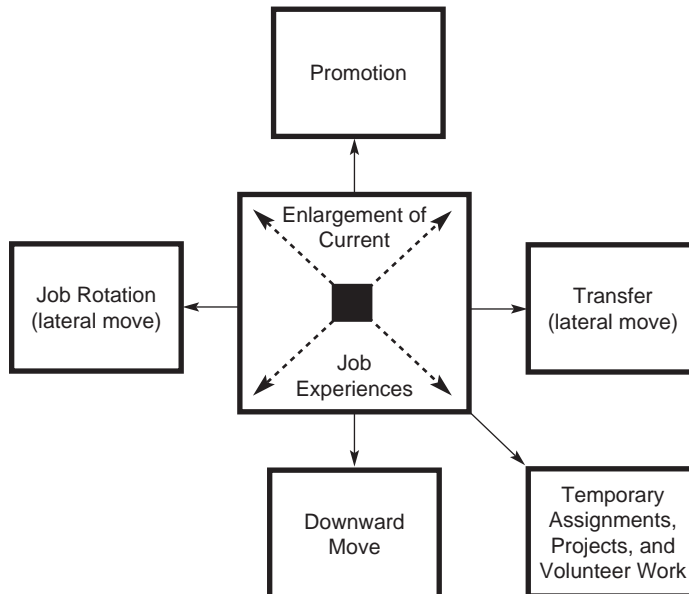 Promotion
Enlargement of
Current
Job Rotation
(lateral move)
Transfer
(lateral move)
Job
Experiences
Downward
Move
Temporary
Assignments,
Projects, and
Volunteer Work